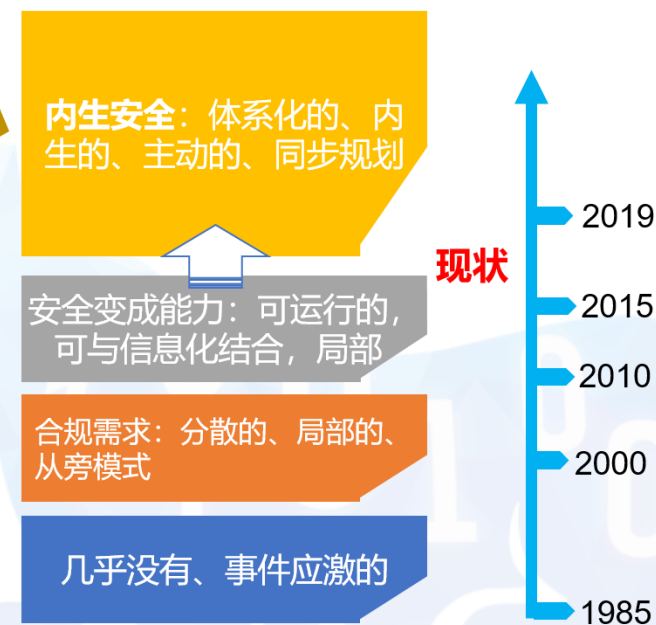 内生安全：体系化的、内
生的、主动的、同步规划
2019
现状
安全变成能力：可运行的，
可与信息化结合，局部
2015
2010
合规需求：分散的、局部的、
从旁模式
2000
几乎没有、事件应激的
1985